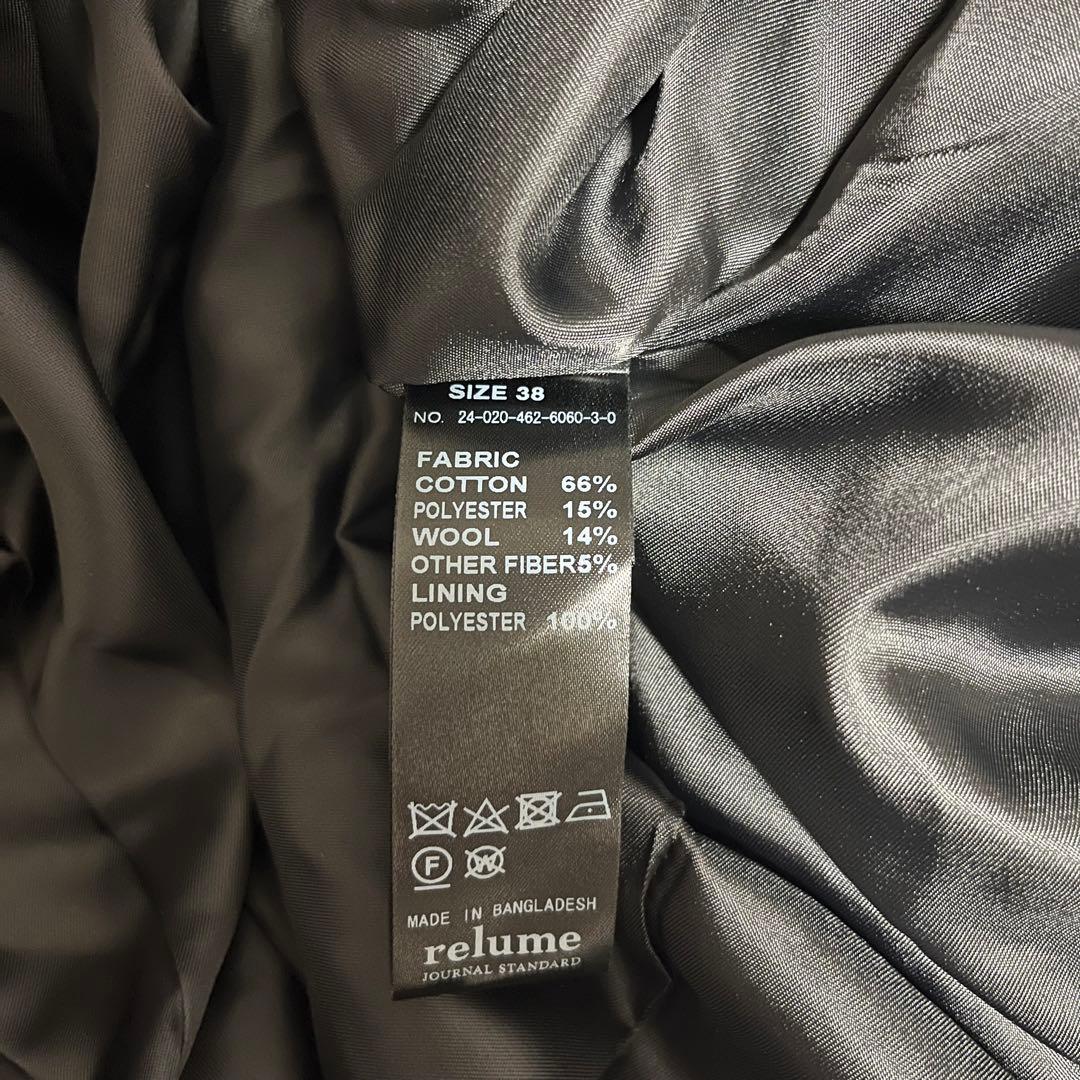 SIZE 38
NO. 24-020-462-6060-3-0
FABRIC
COTTON 66%
POLYESTER 15%
WOOL 14%
OTHER FIBER5%
LINING
POLYESTER 100%
F W
MADE IN BANGLADESH
relume
JOURNAL STANDARD